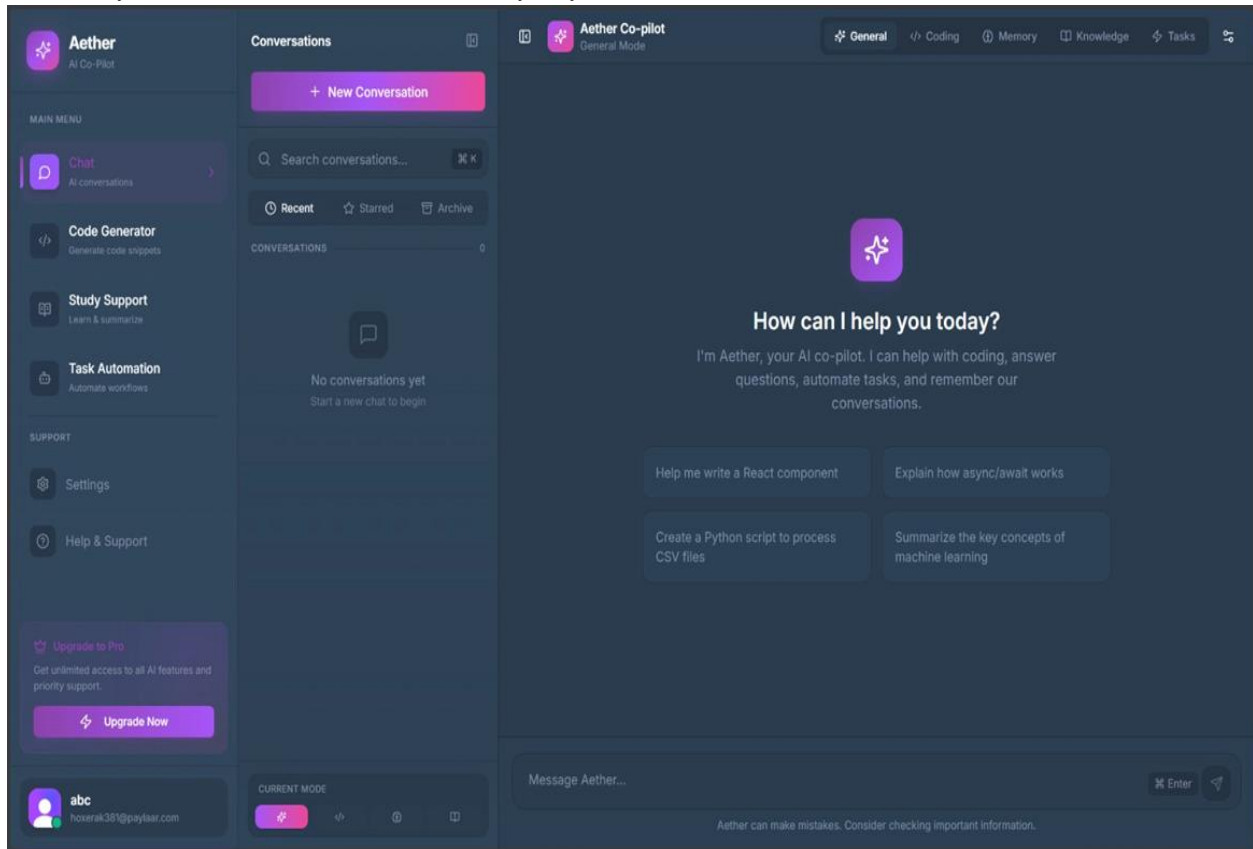 Aether
AI Co-Pilot
MAIN MENU
Chat
AI conversations
Code Generator
Generate code snippets
Study Support
Learn & summarize
Task Automation
Automate workflows
SUPPORT
Settings
Help & Support
Upgrade to Pro
Get unlimited access to all AI features and
priority support.
Upgrade Now
abc
hoxerak381@paylaar.com
Conversations
+ New Conversation
Search conversations...
⌘ K
Recent
Starred
Archive
CONVERSATIONS
0
No conversations yet
Start a new chat to begin
CURRENT MODE
Aether Co-pilot
General Mode
General
Coding
Memory
Knowledge
Tasks
How can I help you today?
I'm Aether, your AI co-pilot. I can help with coding, answer
questions, automate tasks, and remember our
conversations.
Help me write a React component
Explain how async/await works
Create a Python script to process
CSV files
Summarize the key concepts of
machine learning
Message Aether...
⌘ Enter
Aether can make mistakes. Consider checking important information.